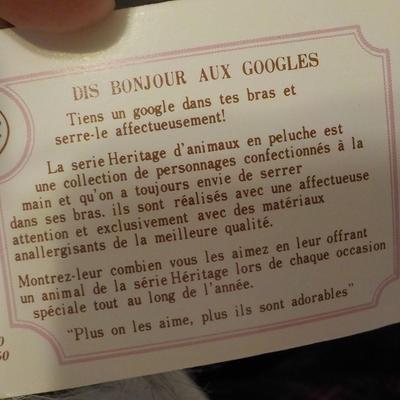 DIS BONJOUR AUX GOOGLES
Tiens un google dans tes bras et
serre-le affectueusement!
La serie Heritage d'animaux en peluche est
une collection de personnages confectionnés à la
main et qu'on a toujours envie de serrer
dans ses bras. ils sont réalisés avec une affectueuse
attention et exclusivement avec des matériaux
anallergisants de la meilleure qualité.
Montrez-leur combien vous les aimez en leur offrant
un animal de la série Héritage lors de chaque occasion
spéciale tout au long de l'année.
"Plus on les aime, plus ils sont adorables"